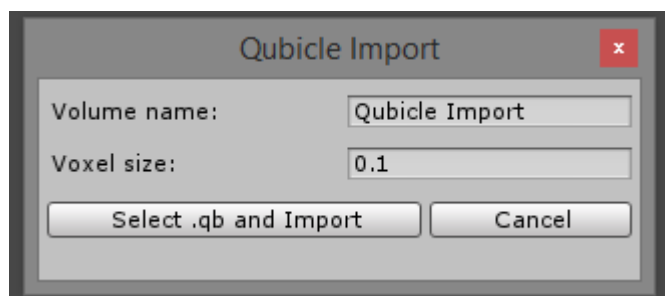 Qubicle Import
x
Volume name: Qubicle Import
Voxel size: 0.1
Select .qb and Import Cancel